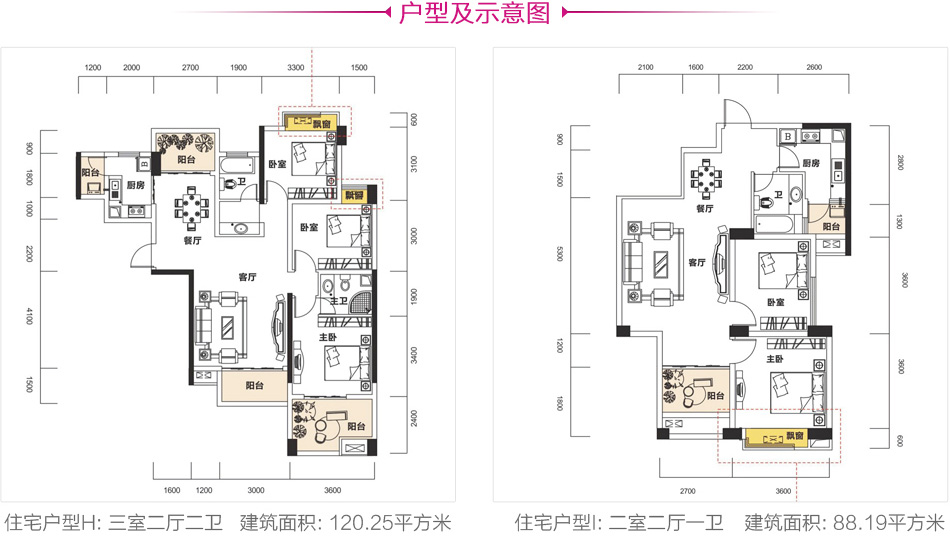 户型及示意图
1200 2000 2700 1900 3300 1500
900 1800 1000 2200 4100 1500
600 3100 3000 1900 3400 2400
飘窗
卧室
阳台
阳台
厨房
B
卫
飘窗
餐厅
卧室
客厅
主卫
主卧
阳台
阳台
1600 1200 3000 3600
住宅户型H: 三室二厅二卫 建筑面积: 120.25平方米
2100 1600 2200 2600
900 1500 5000 1200 1800
2800 1300 3600 3600 600
B
厨房
餐厅
卫
阳台
客厅
卧室
主卧
阳台
飘窗
2700 3600
住宅户型I: 二室二厅一卫 建筑面积: 88.19平方米